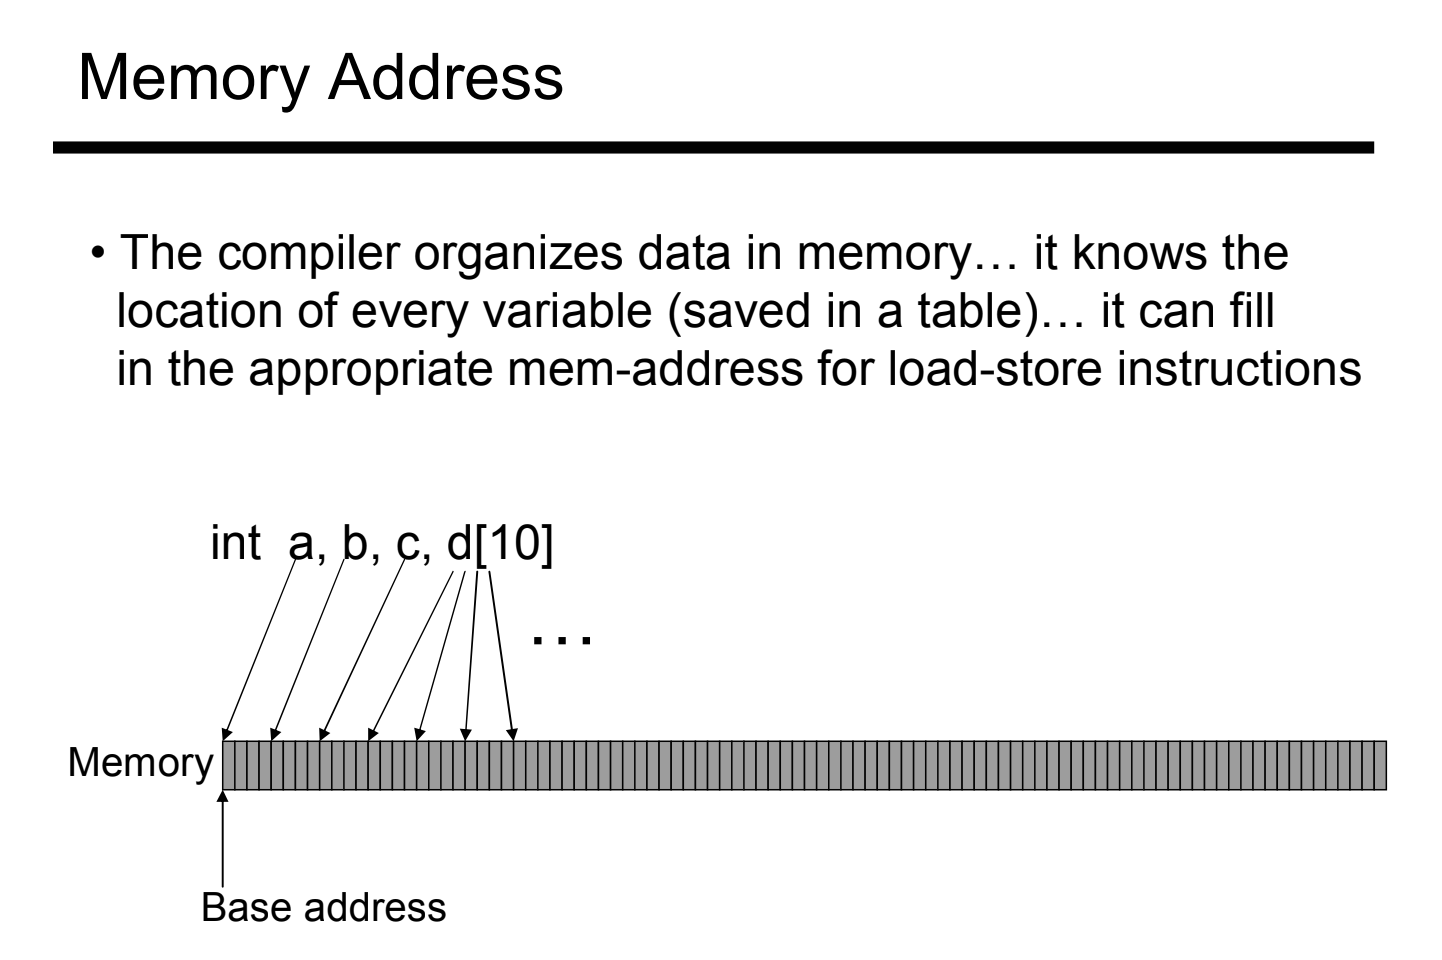 Memory Address
• The compiler organizes data in memory… it knows the
location of every variable (saved in a table)… it can fill
in the appropriate mem-address for load-store instructions
int  a, b, c, d[10]
…
Memory
Base address